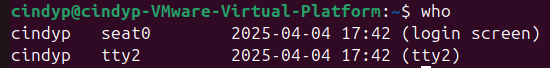 cindyp@cindyp-VMware-Virtual-Platform:~$ who
cindyp   seat0        2025-04-04 17:42 (login screen)
cindyp   tty2         2025-04-04 17:42 (tty2)